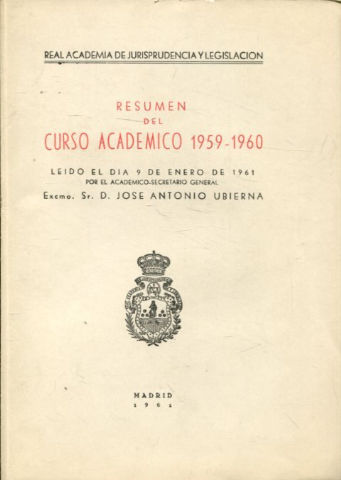 REAL ACADEMIA DE JURISPRUDENCIA Y LEGISLACION
RESUMEN
DEL
CURSO ACADEMICO 1959-1960
LEIDO EL DIA 9 DE ENERO DE 1961
POR EL ACADEMICO-SECRETARIO GENERAL
Excmo. Sr. D. JOSE ANTONIO UBIERNA
MADRID
1961